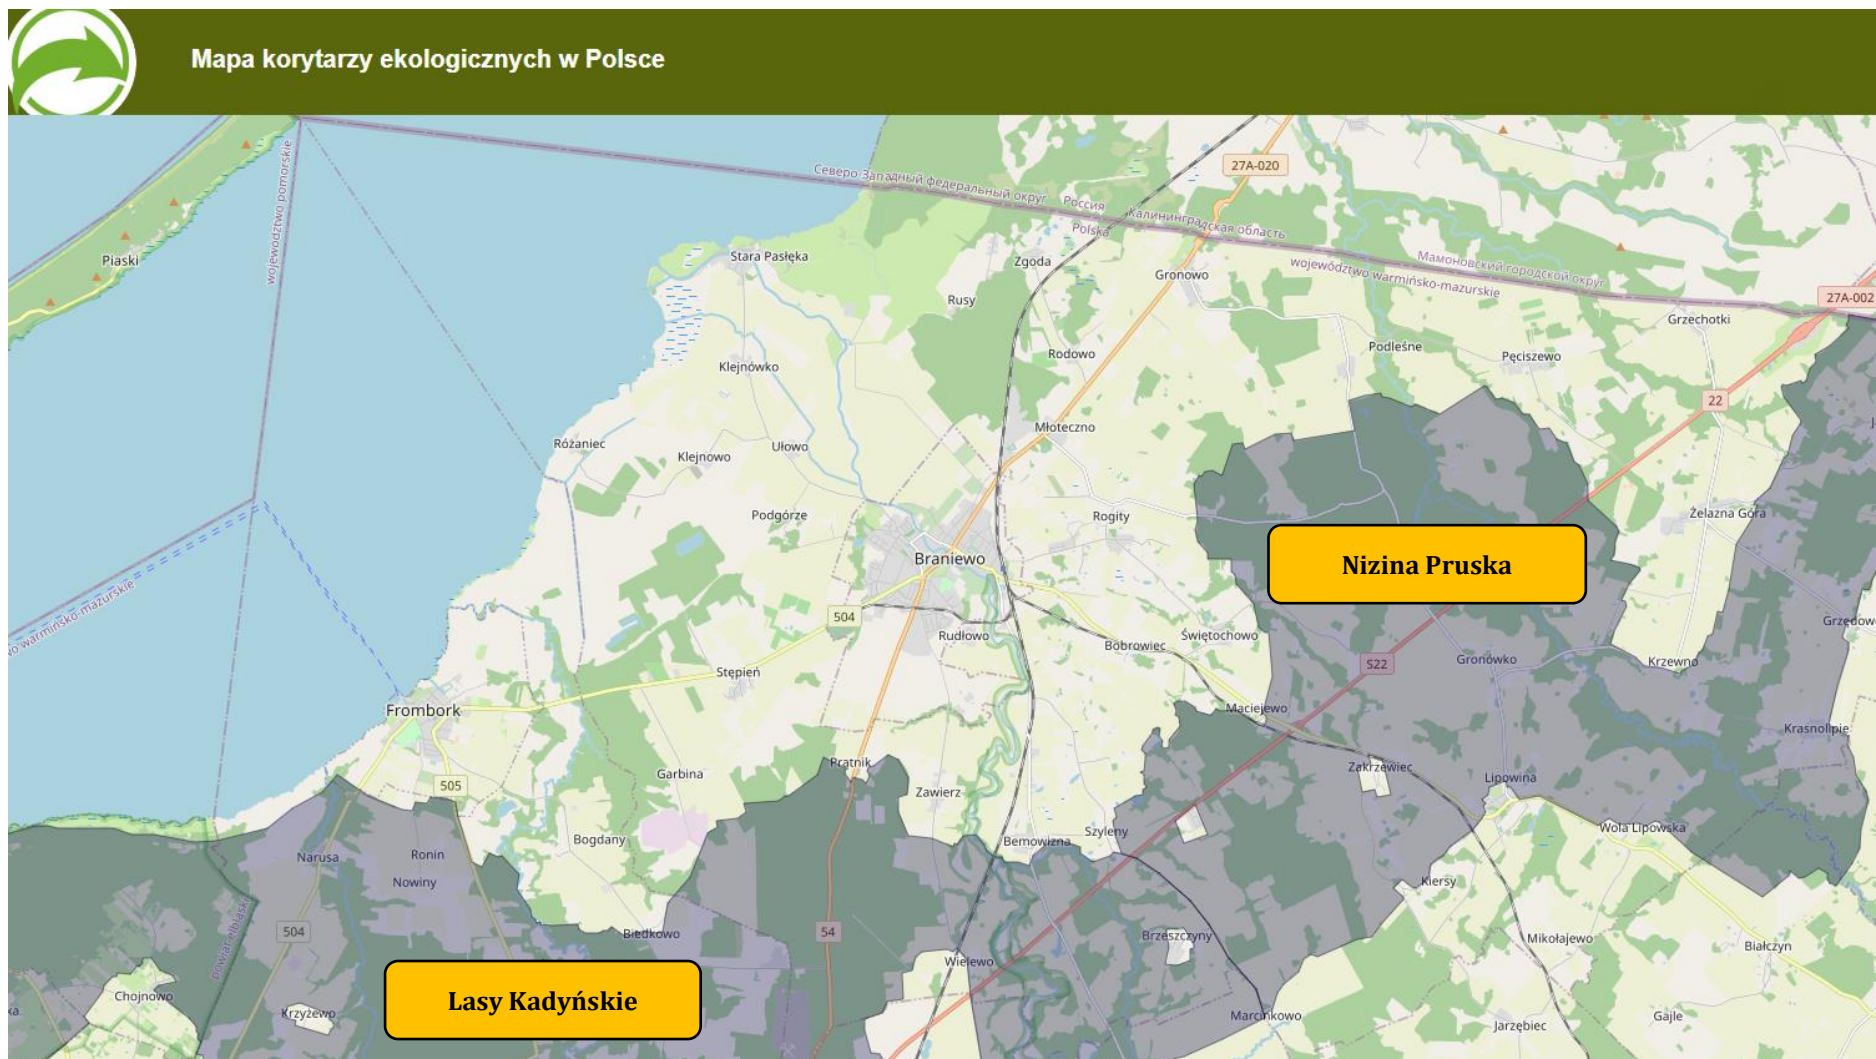 Mapa korytarzy ekologicznych w Polsce
27A-020
województwo pomorskie
Северо-Западный федеральный округ
Россия
Калининградская область
Polska
Piaski
Stara Pasłęka
Zgoda
Gronowo
województwo warmińsko-mazurskie
Мамоновский городской округ
27A-002
Rusy
Grzechotki
Rodowo
Podleśne
Pęciszewo
Klejnówko
22
Młoteczno
Różaniec
Ułowo
Klejnowo
Podgórze
Rogity
Żelazna Góra
Braniewo
Nizina Pruska
504
Rudłowo
Świętochowo
Bobrowiec
Grzędowo
S22
Gronówko
Krzewno
Stępień
Frombork
Maciejewo
Krasnolipie
Pratnik
Garbina
Zakrzewiec
Lipowina
505
Zawierz
Wola Lipowska
Szyleny
Bemowizna
Bogdany
Narusa
Ronin
Nowiny
Kiersy
504
Biedkowo
54
Brzeszczyny
Mikołajewo
Białczyn
Wielewo
Chojnowo
Lasy Kadyńskie
Krzyżewo
Marcinkowo
Jarzębiec
Gajle